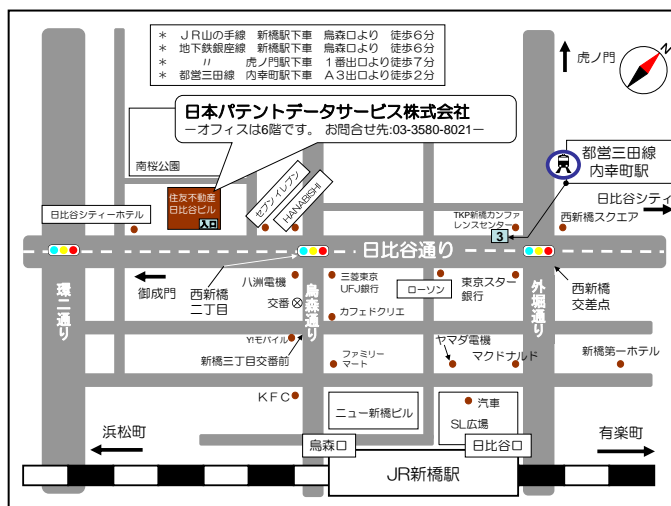 ＊　ＪＲ山の手線　新橋駅下車　烏森口より　徒歩６分
＊　地下鉄銀座線　新橋駅下車　烏森口より　徒歩６分
＊　〃　虎ノ門駅下車　１番出口より徒歩７分
＊　都営三田線　内幸町駅下車　Ａ３出口より徒歩２分
N
虎ノ門
日本パテントデータサービス株式会社
－オフィスは6階です。 お問合せ先:03-3580-8021－
南桜公園
都営三田線
内幸町駅
日比谷シティ
住友不動産
日比谷ビル
入口
セブンイレブン
HANABISHI
日比谷シティーホテル
TKP新橋カンファ
レンスセンター
3
西新橋スクエア
日比谷通り
御成門
西新橋
二丁目
八洲電機
交番
三菱東京
UFJ銀行
カフェドクリエ
ローソン
東京スター
銀行
西新橋
交差点
環二通り
烏森通り
外堀通り
Y!モバイル
新橋三丁目交番前
ファミリー
マート
ヤマダ電機
マクドナルド
新橋第一ホテル
ＫＦＣ
ニュー新橋ビル
汽車
SL広場
浜松町
烏森口
日比谷口
有楽町
JR新橋駅